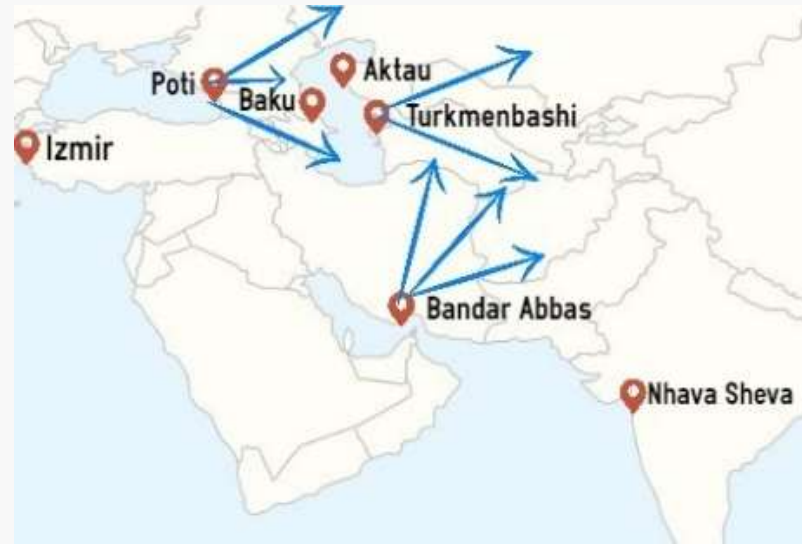 Poti
Aktau
Baku
Turkmenbashi
Izmir
Bandar Abbas
Nhava Sheva